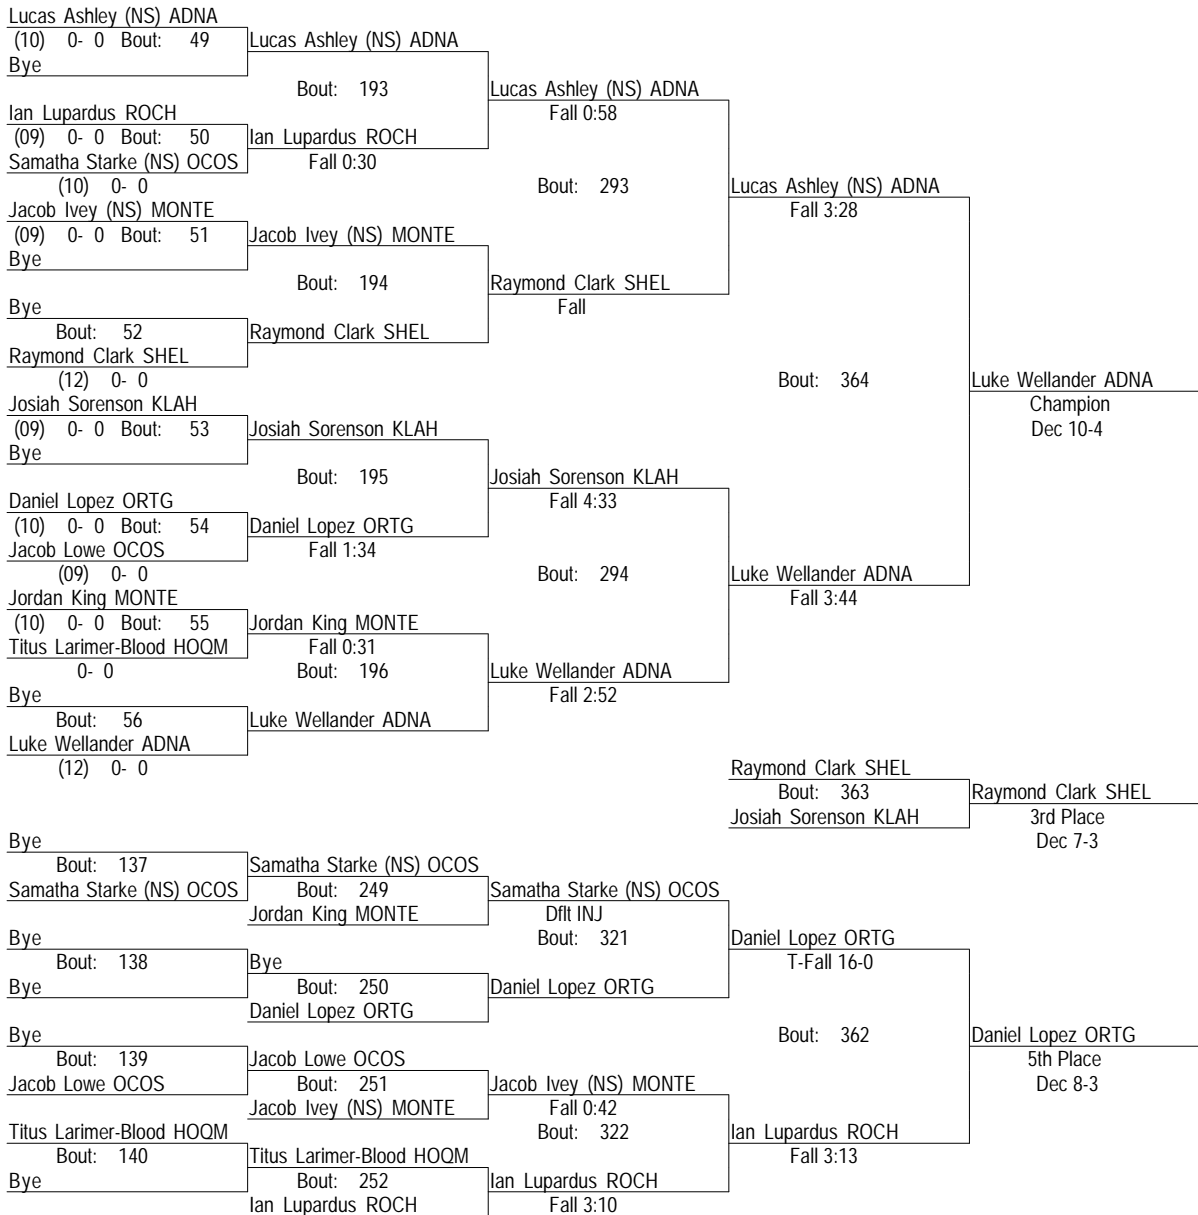 Lucas Ashley (NS) ADNA
(10) 0- 0 Bout: 49
Lucas Ashley (NS) ADNA
Bye
Bout: 193
Lucas Ashley (NS) ADNA
Fall 0:58
Ian Lupardus ROCH
(09) 0- 0 Bout: 50
Ian Lupardus ROCH
Samatha Starke (NS) OCOS
Fall 0:30
(10) 0- 0
Bout: 293
Lucas Ashley (NS) ADNA
Fall 3:28
Jacob Ivey (NS) MONTE
(09) 0- 0 Bout: 51
Jacob Ivey (NS) MONTE
Bye
Bout: 194
Raymond Clark SHEL
Fall
Bye
Bout: 52
Raymond Clark SHEL
Raymond Clark SHEL
(12) 0- 0
Bout: 364
Luke Wellander ADNA
Champion
Dec 10-4
Josiah Sorenson KLAH
(09) 0- 0 Bout: 53
Josiah Sorenson KLAH
Bye
Bout: 195
Josiah Sorenson KLAH
Fall 4:33
Daniel Lopez ORTG
(10) 0- 0 Bout: 54
Daniel Lopez ORTG
Jacob Lowe OCOS
Fall 1:34
(09) 0- 0
Bout: 294
Luke Wellander ADNA
Fall 3:44
Jordan King MONTE
(10) 0- 0 Bout: 55
Jordan King MONTE
Titus Larimer-Blood HOQM
Fall 0:31
0- 0
Bout: 196
Luke Wellander ADNA
Fall 2:52
Bye
Bout: 56
Luke Wellander ADNA
Luke Wellander ADNA
(12) 0- 0
Raymond Clark SHEL
Bout: 363
Raymond Clark SHEL
Josiah Sorenson KLAH
3rd Place
Dec 7-3
Bye
Bout: 137
Samatha Starke (NS) OCOS
Samatha Starke (NS) OCOS
Bout: 249
Samatha Starke (NS) OCOS
Jordan King MONTE
Dflt INJ
Bye
Bout: 321
Daniel Lopez ORTG
T-Fall 16-0
Bout: 138
Bye
Bye
Bout: 250
Daniel Lopez ORTG
Daniel Lopez ORTG
Bye
Bout: 362
Daniel Lopez ORTG
5th Place
Dec 8-3
Bout: 139
Jacob Lowe OCOS
Jacob Lowe OCOS
Bout: 251
Jacob Ivey (NS) MONTE
Jacob Ivey (NS) MONTE
Fall 0:42
Titus Larimer-Blood HOQM
Bout: 322
Ian Lupardus ROCH
Fall 3:13
Bout: 140
Titus Larimer-Blood HOQM
Bye
Bout: 252
Ian Lupardus ROCH
Ian Lupardus ROCH
Fall 3:10